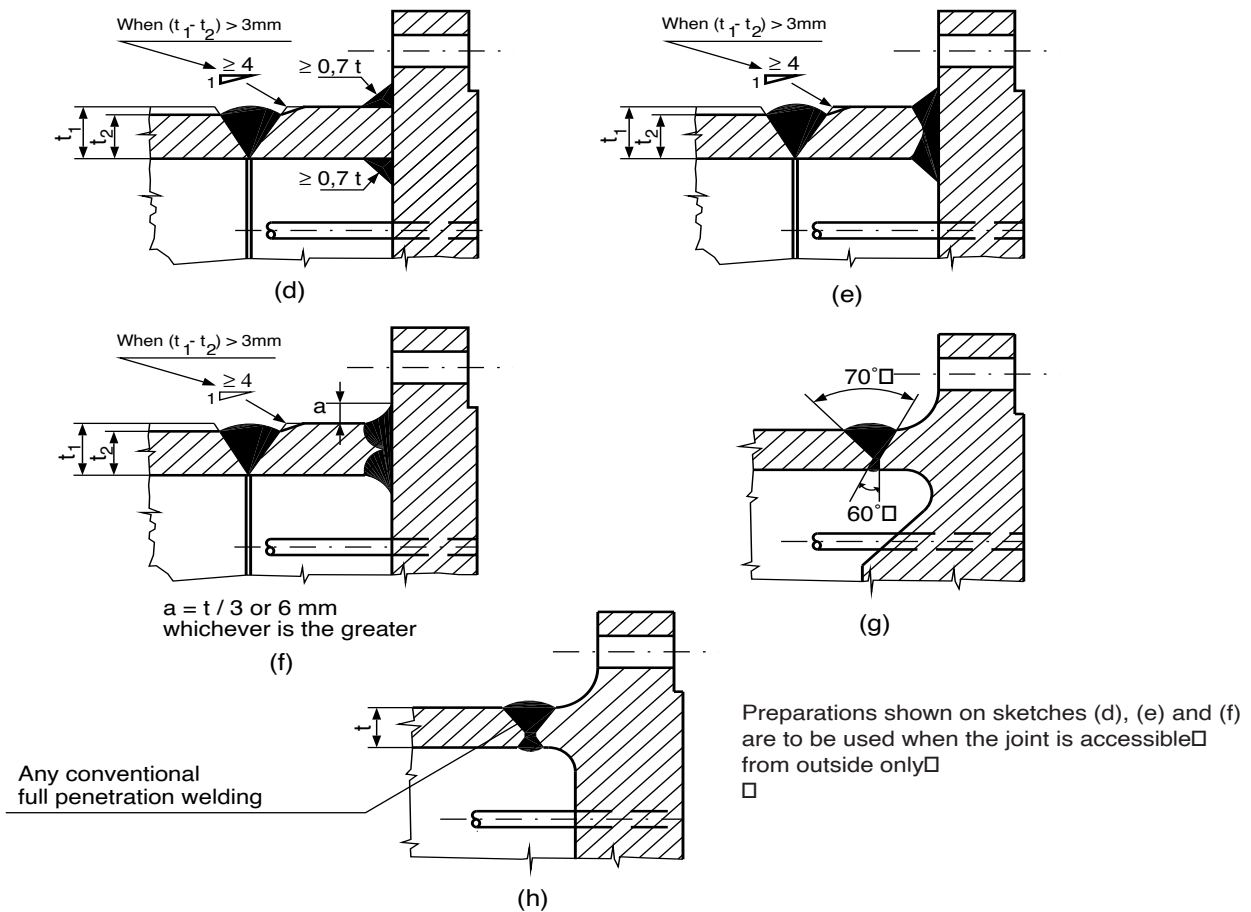 When (t1- t2) > 3mm
≥ 4
1
≥ 0,7 t
t1
t2
≥ 0,7 t
(d)
When (t1- t2) > 3mm
≥ 4
1
t1
t2
(e)
When (t1- t2) > 3mm
≥ 4
1
a
t1
t2
a = t / 3 or 6 mm
whichever is the greater
(f)
70°□
60°□
(g)
t
Any conventional
full penetration welding
(h)
Preparations shown on sketches (d), (e) and (f)
are to be used when the joint is accessible□
from outside only□
□